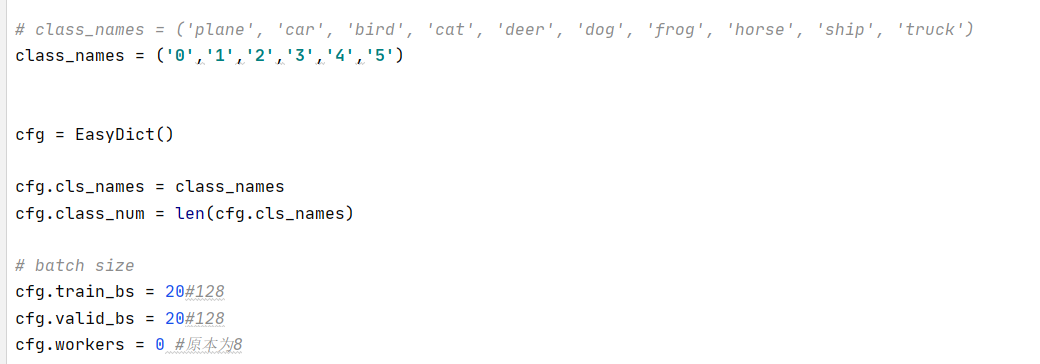 # class_names = ('plane', 'car', 'bird', 'cat', 'deer', 'dog', 'frog', 'horse', 'ship', 'truck')
class_names = ('0','1','2','3','4','5')
cfg = EasyDict()
cfg.cls_names = class_names
cfg.class_num = len(cfg.cls_names)
# batch size
cfg.train_bs = 20#128
cfg.valid_bs = 20#128
cfg.workers = 0 #原本为8